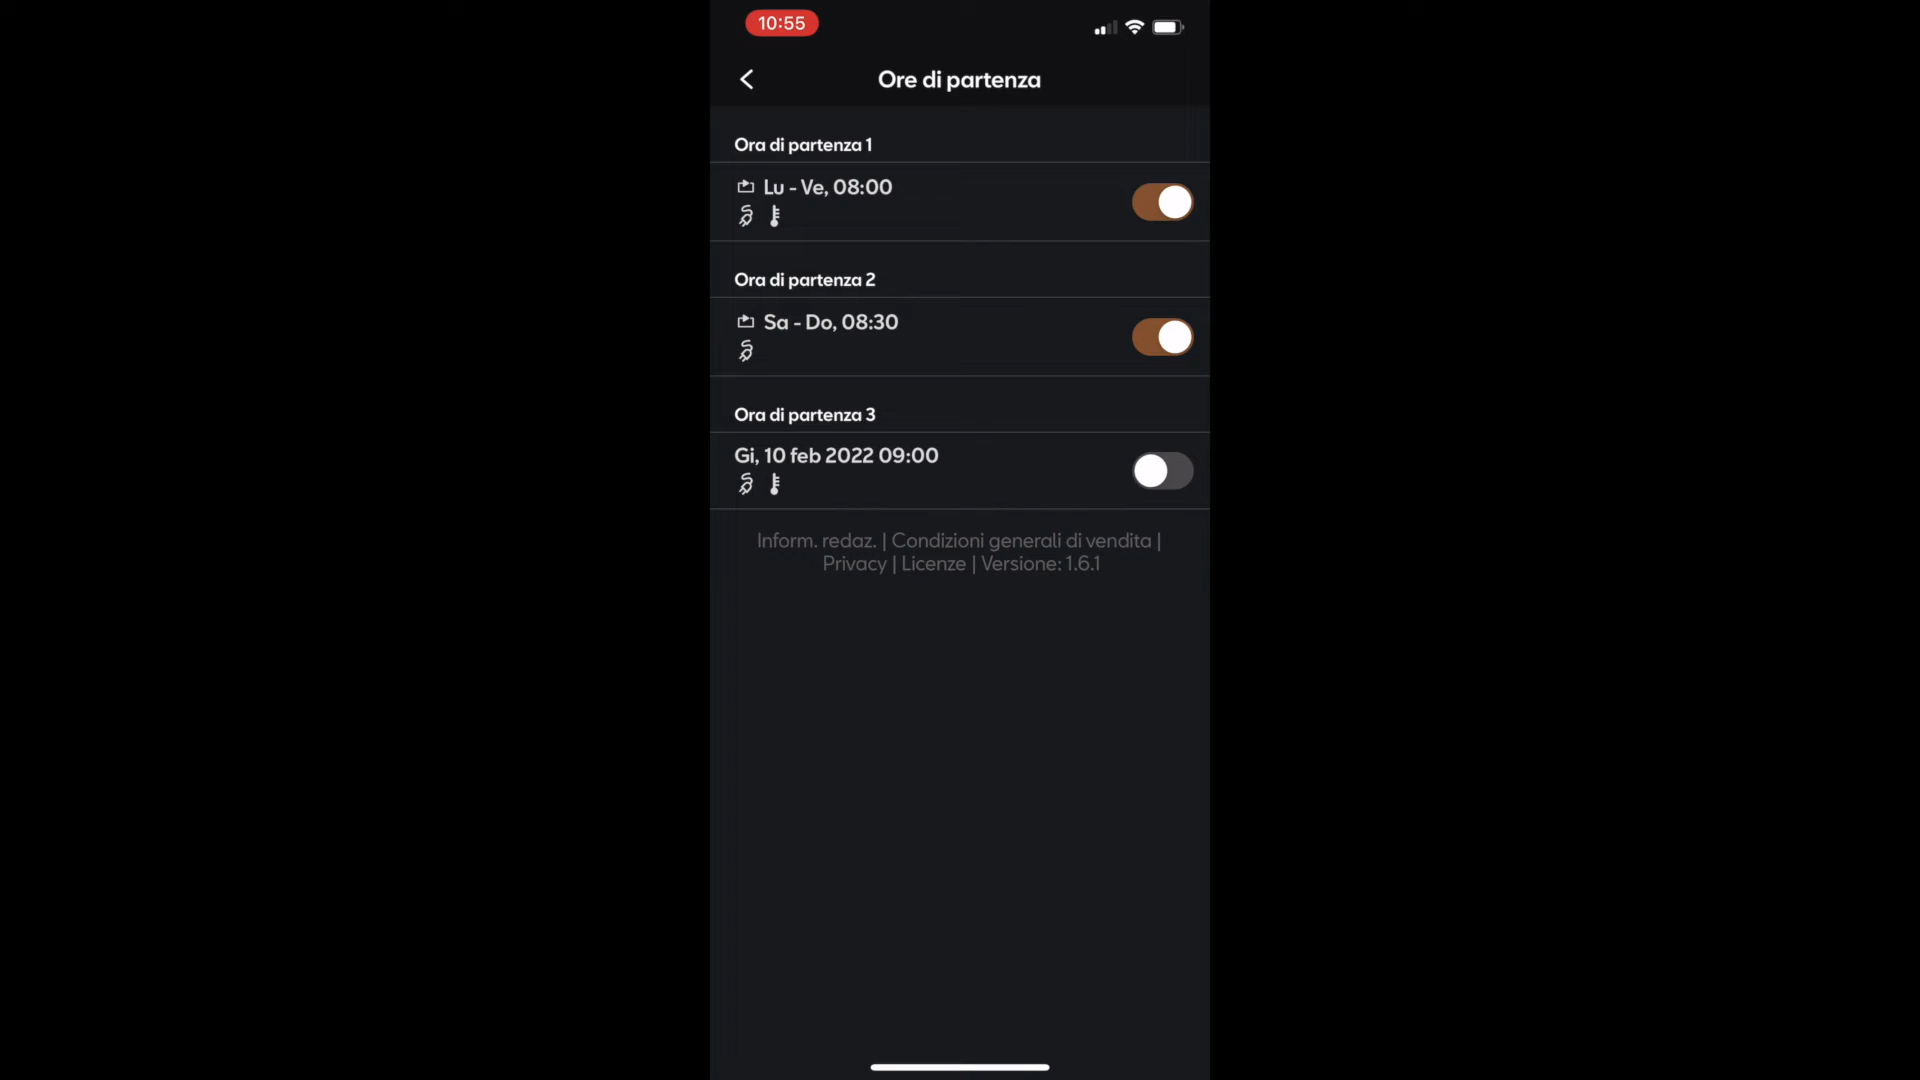 10:55
Ore di partenza
Ora di partenza 1
Lu - Ve, 08:00
Ora di partenza 2
Sa - Do, 08:30
Ora di partenza 3
Gi, 10 feb 2022 09:00
Inform. redaz. | Condizioni generali di vendita |
Privacy | Licenze | Versione: 1.6.1